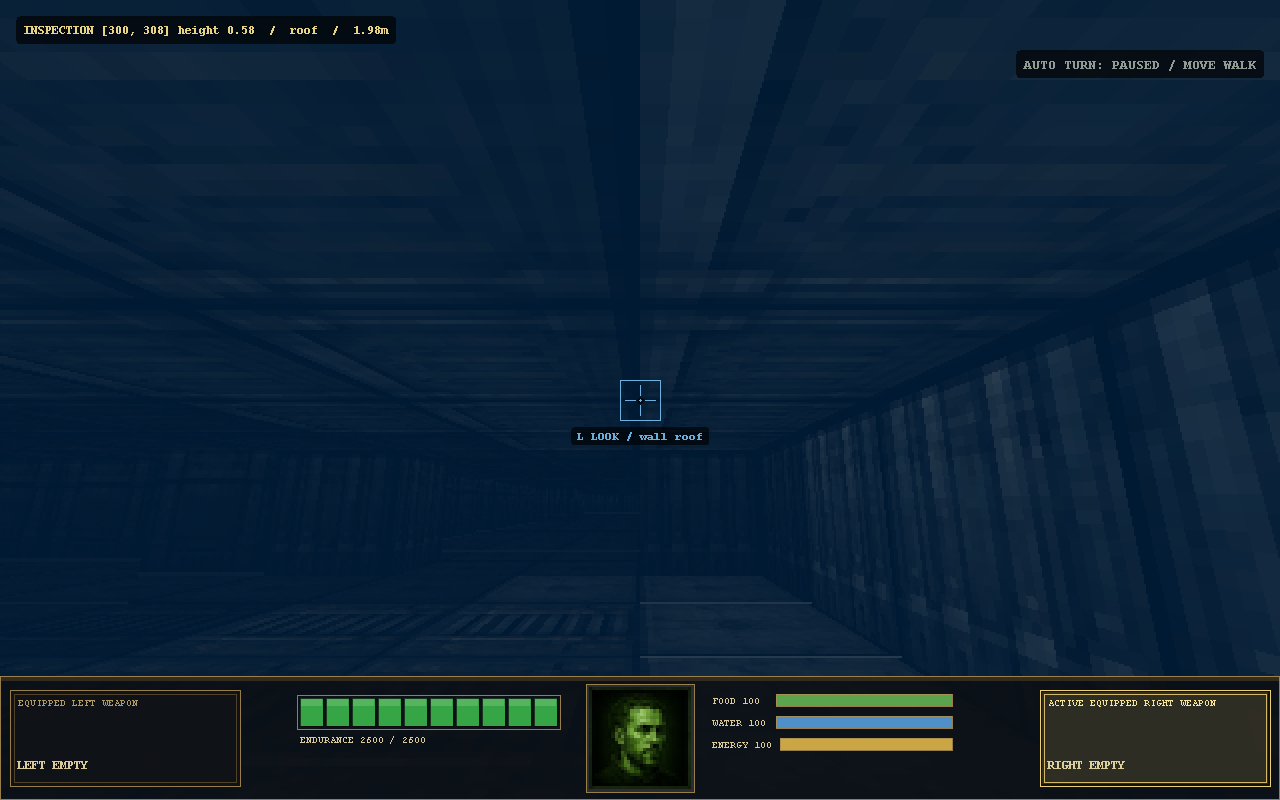 INSPECTION [300, 308] height 0.58 / roof / 1.98m
AUTO TURN: PAUSED / MOVE WALK
L LOOK / wall roof
EQUIPPED LEFT WEAPON
LEFT EMPTY
ENDURANCE 2600 / 2600
FOOD 100
WATER 100
ENERGY 100
ACTIVE EQUIPPED RIGHT WEAPON
RIGHT EMPTY